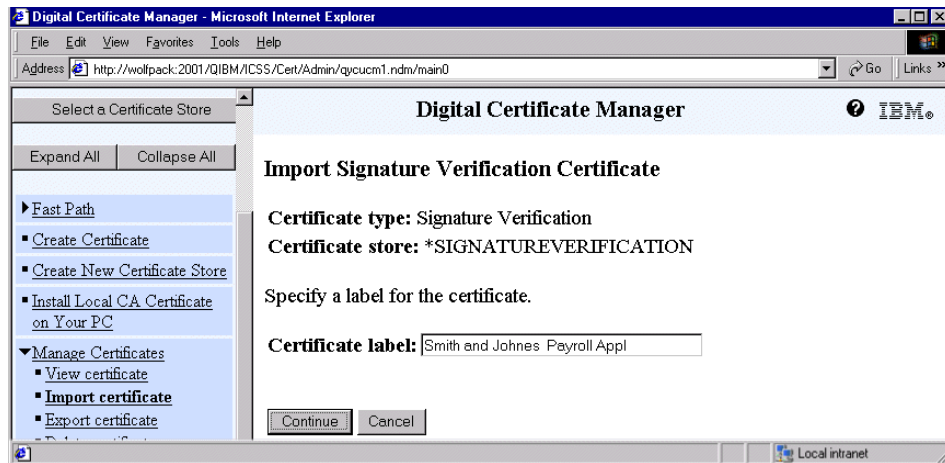 Digital Certificate Manager - Microsoft Internet Explorer
File Edit View Favorites Tools Help
Address http://wolfpack:2001/QIBM/ICSS/Cert/Admin/qycucm1.ndm/main0 Go Links »
Select a Certificate Store
Expand All Collapse All
Fast Path
Create Certificate
Create New Certificate Store
Install Local CA Certificate
on Your PC
Manage Certificates
View certificate
Import certificate
Export certificate
Digital Certificate Manager
IBM®
Import Signature Verification Certificate
Certificate type: Signature Verification
Certificate store: *SIGNATUREVERIFICATION
Specify a label for the certificate.
Certificate label: Smith and Johnes Payroll Appl
Continue Cancel
Local intranet